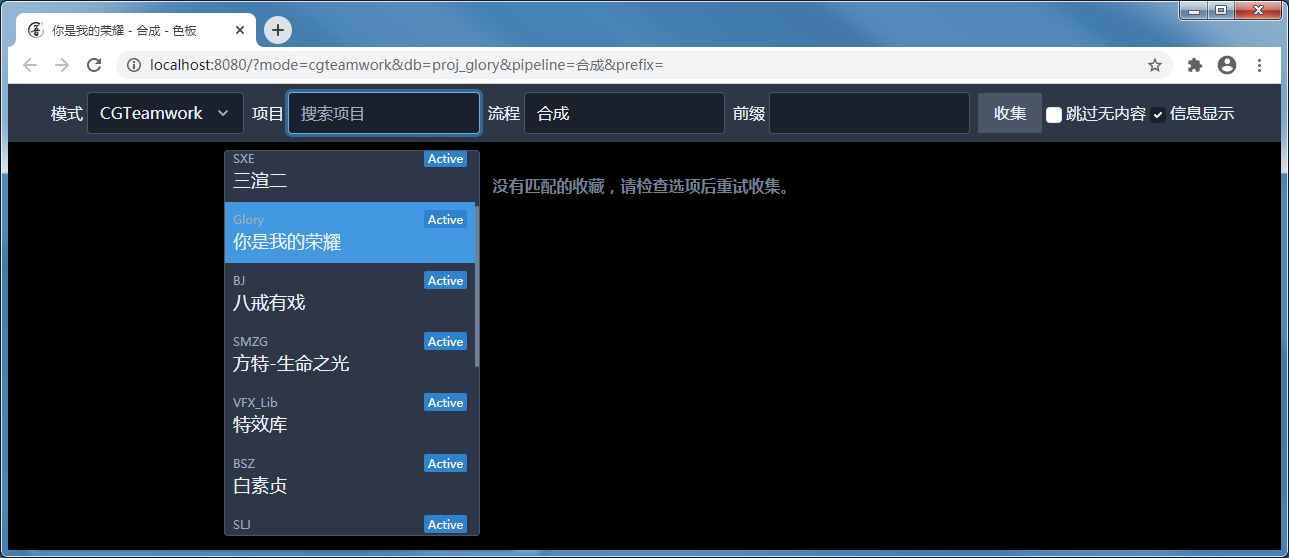 你是我的荣耀 - 合成 - 色板
localhost:8080/?mode=cgteamwork&db=proj_glory&pipeline=合成&prefix=
模式 CGTeamwork 项目 搜索项目 流程 合成 前缀 收集 跳过无内容 信息显示
SXE Active
三渲二
没有匹配的收藏，请检查选项后重试收集。
Glory Active
你是我的荣耀
BJ Active
八戒有戏
SMZG Active
方特-生命之光
VFX_Lib Active
特效库
BSZ Active
白素贞
SLJ Active